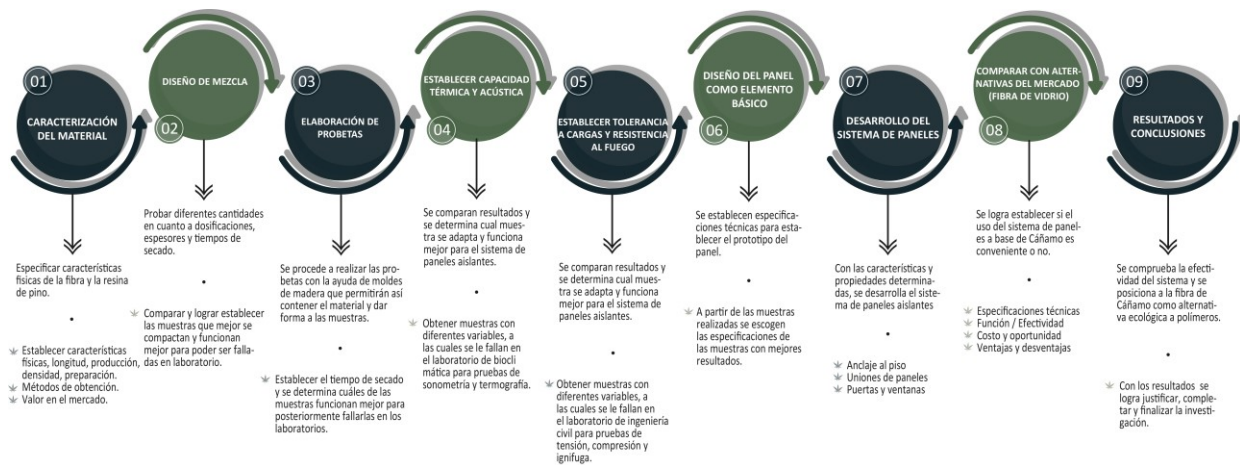 01
CARACTERIZACIÓN
DEL MATERIAL
Especificar características
físicas de la fibra y la resina
de pino.
Establecer características
físicas, longitud, producción,
densidad, preparación.
Métodos de obtención.
Valor en el mercado.
DISEÑO DE MEZCLA
02
Probar diferentes cantidades
en cuanto a dosificaciones,
espesores y tiempos de
secado.
Comparar y lograr establecer
las muestras que mejor se
compactan y funcionan
mejor para poder ser falla-
das en laboratorio.
03
ELABORACIÓN DE
PROBETAS
Se procede a realizar las pro-
betas con la ayuda de moldes
de madera que permitirán así
contener el material y dar
forma a las muestras.
Establecer el tiempo de secado
y se determina cuáles de las
muestras funcionan mejor para
posteriormente fallarlas en los
laboratorios.
ESTABLECER CAPACIDAD
TÉRMICA Y ACÚSTICA
04
Se comparan resultados y
se determina cual mues-
tra se adapta y funciona
mejor para el sistema de
paneles aislantes.
Obtener muestras con
diferentes variables, a
las cuales se le fallan en
el laboratorio de biocli
mática para pruebas de
sonometría y termografía.
05
ESTABLECER TOLERANCIA
A CARGAS Y RESISTENCIA
AL FUEGO
Se comparan resultados y
se determina cual mues-
tra se adapta y funciona
mejor para el sistema de
paneles aislantes.
Obtener muestras con
diferentes variables, a
las cuales se le fallan en
el laboratorio de ingeniería
civil para pruebas de
tensión, compresión y
ignifuga.
DISEÑO DEL PANEL
COMO ELEMENTO
BÁSICO
06
Se establecen especifica-
ciones técnicas para esta-
blecer el prototipo del
panel.
A partir de las muestras
realizadas se escogen
las especificaciones de
las muestras con mejores
resultados.
07
DESARROLLO DEL
SISTEMA DE PANELES
Con las características y
propiedades determina-
das, se desarrolla el siste-
ma de paneles aislantes
Anclaje al piso
Uniones de paneles
Puertas y ventanas
COMPARAR CON ALTER-
NATIVAS DEL MERCADO
(FIBRA DE VIDRIO)
08
Se logra establecer si el
uso del sistema de panel-
es a base de Cáñamo es
conveniente o no.
Especificaciones técnicas
Función / Efectividad
Costo y oportunidad
Ventajas y desventajas
09
RESULTADOS Y
CONCLUSIONES
Se comprueba la efecti-
vidad del sistema y se
posiciona a la fibra de
Cáñamo como alternati-
va ecológica a polímeros.
Con los resultados se
logra justificar, comple-
tar y finalizar la investi-
gación.